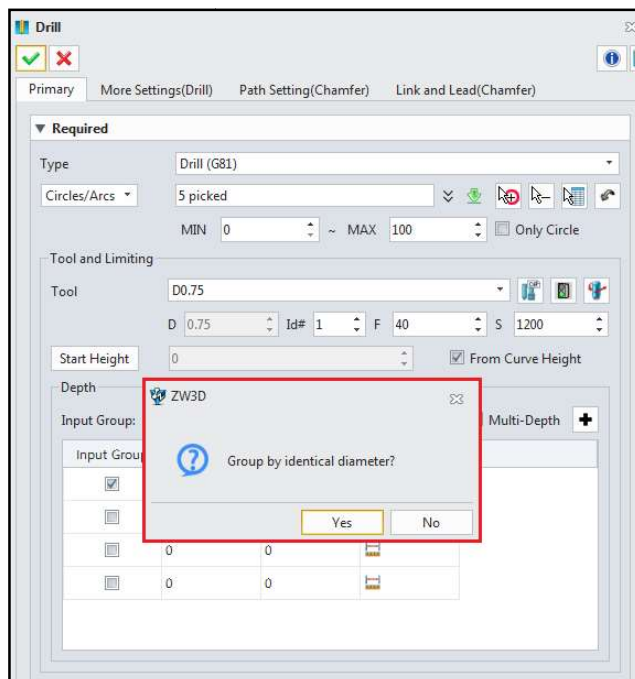 Drill
Primary More Settings(Drill) Path Setting(Chamfer) Link and Lead(Chamfer)
Required
Type Drill (G81)
Circles/Arcs 5 picked
MIN 0 ~ MAX 100 Only Circle
Tool and Limiting
Tool D0.75
D 0.75 Id# 1 F 40 S 1200
Start Height 0 From Curve Height
Depth
ZW3D
Input Group: Multi-Depth
Input Grou
Group by identical diameter?
Yes No
0 0
0 0